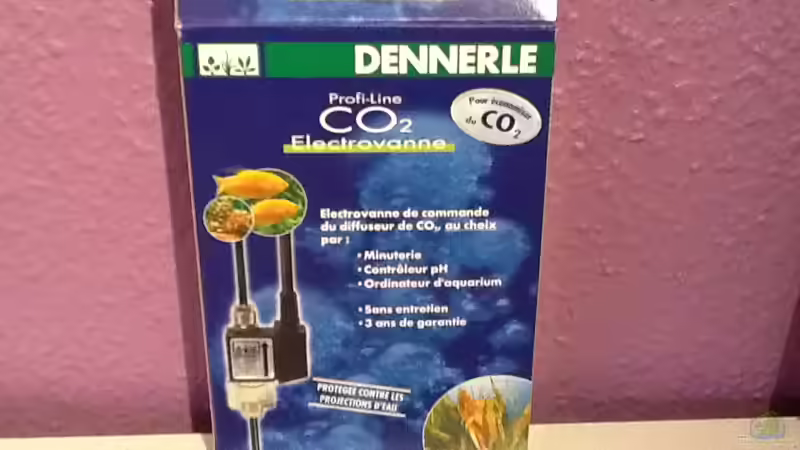 DENNERLE
Profi-Line
CO2
Electrovanne
Pour économiser
du CO2
Electrovanne de commande
du diffuseur de CO2, au choix
par :
• Minuterie
• Contrôleur pH
• Ordinateur d'aquarium
• Sans entretien
• 3 ans de garantie
PROTEGEE CONTRE LES
PROJECTIONS D'EAU